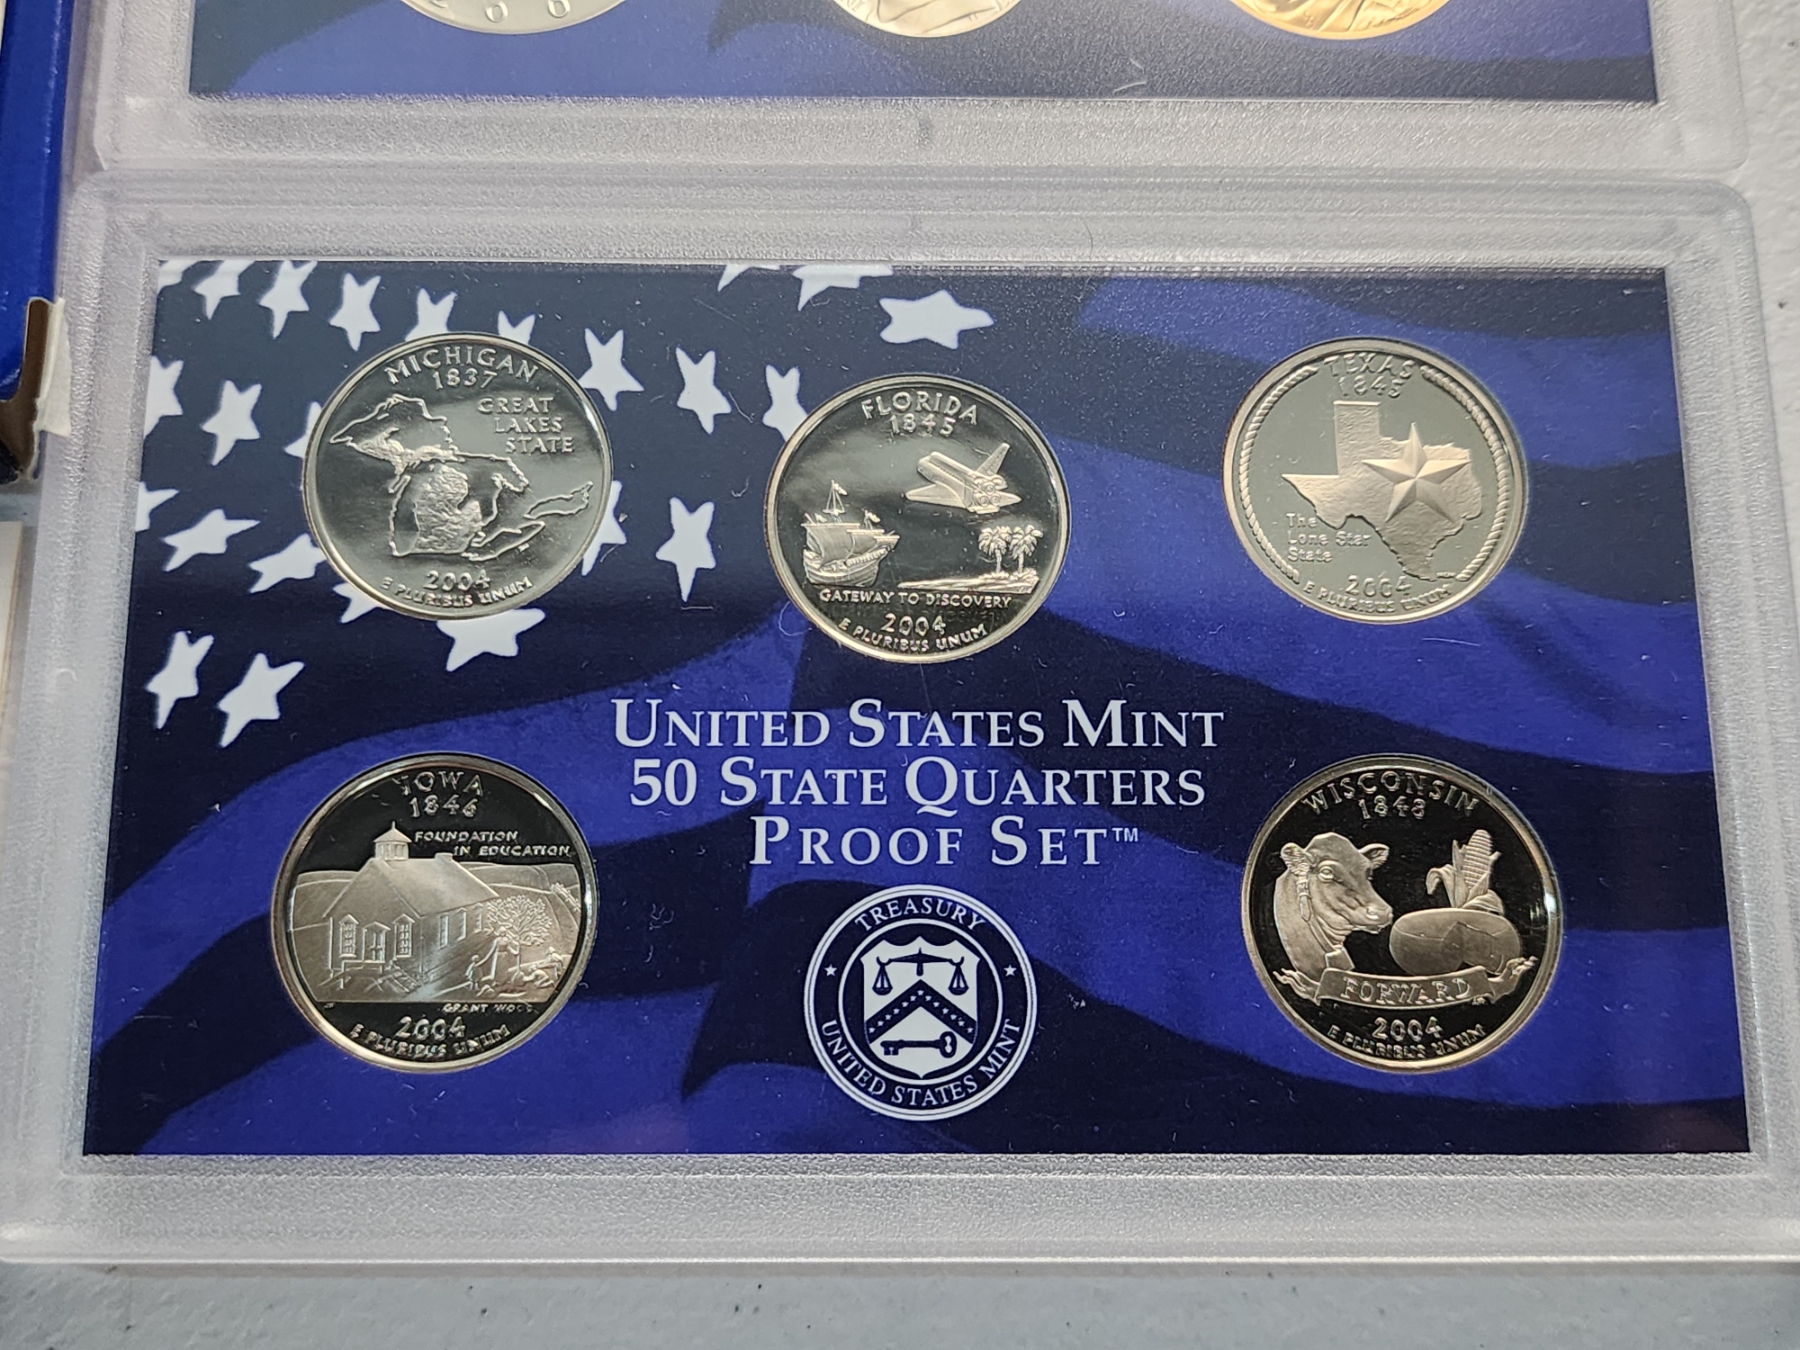 MICHIGAN
1837
GREAT
LAKES
STATE
2004
E PLURIBUS UNUM
FLORIDA
1845
GATEWAY TO DISCOVERY
2004
E PLURIBUS UNUM
TEXAS
1845
The
Lone Star
State
2004
E PLURIBUS UNUM
UNITED STATES MINT
50 STATE QUARTERS
PROOF SET™
IOWA
1846
FOUNDATION
IN EDUCATION
GRANT WOOD
2004
E PLURIBUS UNUM
TREASURY
UNITED STATES MINT
WISCONSIN
1848
FORWARD
2004
E PLURIBUS UNUM